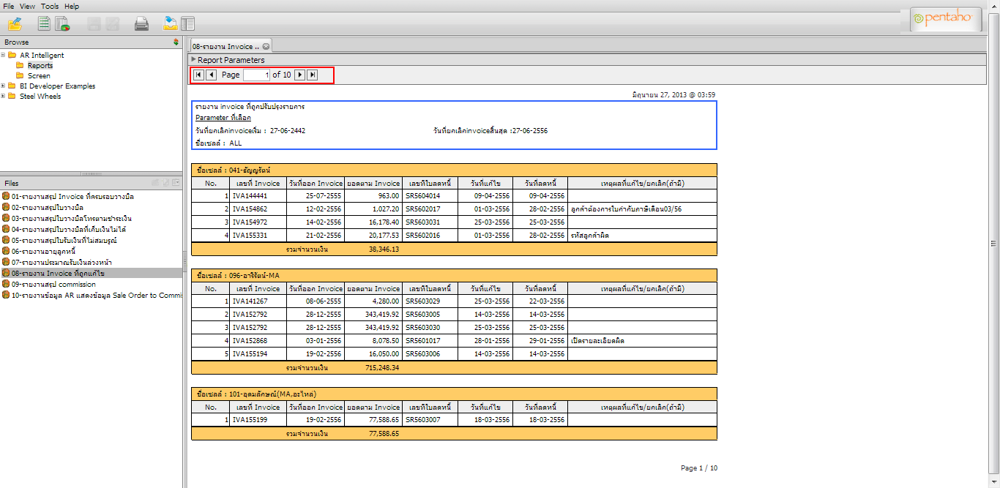 File View Tools Help
pentaho
Browse
AR Intelligent
Reports
Screen
BI Developer Examples
Steel Wheels
Files
01-รายงานสรุป Invoice ที่ครบรอบวางบิล
02-รายงานสรุปใบวางบิล
03-รายงานสรุปใบวางบิลโทรตามชำระเงิน
04-รายงานสรุปใบวางบิลที่เก็บเงินไม่ได้
05-รายงานสรุปใบรับเงินที่ไม่สมบรูณ์
06-รายงานอายุลูกหนี้
07-รายงานประมาณรับเงินล่วงหน้า
08-รายงาน Invoice ที่ถูกแก้ไข
09-รายงานสรุป commission
10-รายงานข้อมูล AR แสดงข้อมูล Sale Order to Commi
08-รายงาน Invoice ..
Report Parameters
Page 1 of 10
มิถุนายน 27, 2013 @ 03:59
รายงาน invoice ที่ถูกปรับปรุงรายการ
Parameter ที่เลือก
วันที่ยกเลิกinvoiceเริ่ม : 27-06-2442 วันที่ยกเลิกinvoiceสิ้นสุด :27-06-2556
ชื่อเซลล์ : ALL
ชื่อเซลล์ : 041-ธัญญรัตน์
No. เลขที่ Invoice วันที่ออก Invoice ยอดตาม Invoice เลขที่ใบลดหนี้ วันที่แก้ไข วันที่ลดหนี้ เหตุผลที่แก้ไข/ยกเลิก(ถ้ามี)
1 IVA144441 25-07-2555 963.00 SR5604014 09-04-2556 09-04-2556
2 IVA154862 12-02-2556 1,027.20 SR5602017 01-03-2556 28-02-2556 ลูกค้าต้องการใบกำกับภาษีเดือน03/56
3 IVA154972 14-02-2556 16,178.40 SR5603031 25-03-2556 25-03-2556
4 IVA155331 21-02-2556 20,177.53 SR5602016 01-03-2556 28-02-2556 รหัสลูกค้าผิด
รวมจำนวนเงิน 38,346.13
ชื่อเซลล์ : 096-อารีรัตน์-MA
No. เลขที่ Invoice วันที่ออก Invoice ยอดตาม Invoice เลขที่ใบลดหนี้ วันที่แก้ไข วันที่ลดหนี้ เหตุผลที่แก้ไข/ยกเลิก(ถ้ามี)
1 IVA141267 08-06-2555 4,280.00 SR5603029 25-03-2556 22-03-2556
2 IVA152792 28-12-2555 343,419.92 SR5603005 14-03-2556 14-03-2556
3 IVA152792 28-12-2555 343,419.92 SR5603030 25-03-2556 25-03-2556
4 IVA152868 03-01-2556 8,078.50 SR5601017 28-01-2556 29-01-2556 เปิดรายละเอียดผิด
5 IVA155194 19-02-2556 16,050.00 SR5603006 14-03-2556 14-03-2556
รวมจำนวนเงิน 715,248.34
ชื่อเซลล์ : 101-อุดมลักษณ์(MA,อะไหล่)
No. เลขที่ Invoice วันที่ออก Invoice ยอดตาม Invoice เลขที่ใบลดหนี้ วันที่แก้ไข วันที่ลดหนี้ เหตุผลที่แก้ไข/ยกเลิก(ถ้ามี)
1 IVA155199 19-02-2556 77,588.65 SR5603007 18-03-2556 18-03-2556
รวมจำนวนเงิน 77,588.65
Page 1 / 10